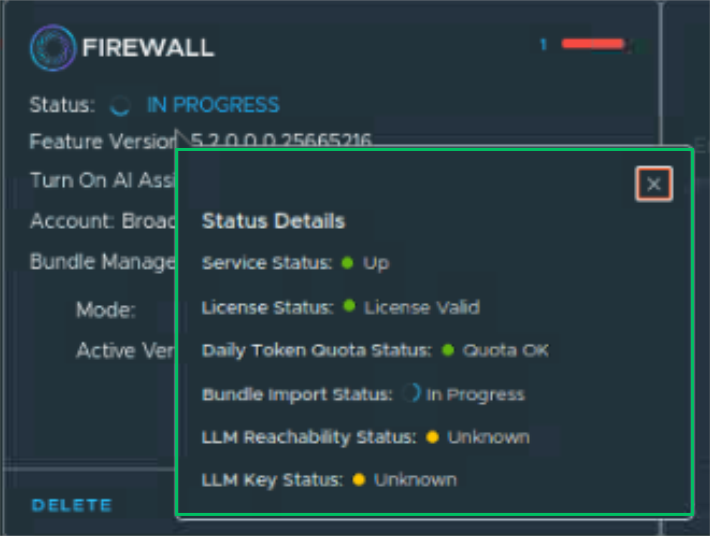 FIREWALL
1
Status: IN PROGRESS
Feature Version 5.2.0.0.0.25665216
Turn On AI Assi
Account: Broad
Bundle Manage
Mode:
Active Ver
DELETE
Status Details
Service Status: Up
License Status: License Valid
Daily Token Quota Status: Quota OK
Bundle Import Status: In Progress
LLM Reachability Status: Unknown
LLM Key Status: Unknown